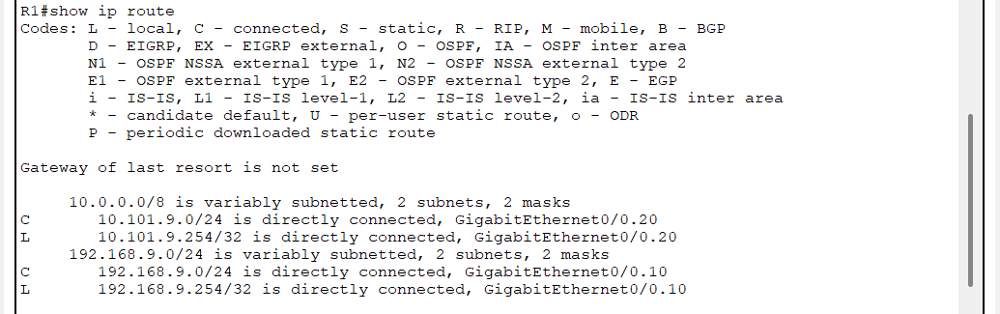 R1#show ip route
Codes: L - local, C - connected, S - static, R - RIP, M - mobile, B - BGP
D - EIGRP, EX - EIGRP external, O - OSPF, IA - OSPF inter area
N1 - OSPF NSSA external type 1, N2 - OSPF NSSA external type 2
E1 - OSPF external type 1, E2 - OSPF external type 2, E - EGP
i - IS-IS, L1 - IS-IS level-1, L2 - IS-IS level-2, ia - IS-IS inter area
* - candidate default, U - per-user static route, o - ODR
P - periodic downloaded static route
Gateway of last resort is not set
10.0.0.0/8 is variably subnetted, 2 subnets, 2 masks
C 10.101.9.0/24 is directly connected, GigabitEthernet0/0.20
L 10.101.9.254/32 is directly connected, GigabitEthernet0/0.20
192.168.9.0/24 is variably subnetted, 2 subnets, 2 masks
C 192.168.9.0/24 is directly connected, GigabitEthernet0/0.10
L 192.168.9.254/32 is directly connected, GigabitEthernet0/0.10